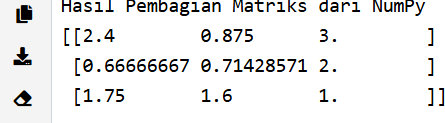 Hasil Pembagian Matriks dari NumPy
[[2.4        0.875      3.        ]
 [0.66666667 0.71428571 2.        ]
 [1.75       1.6        1.        ]]